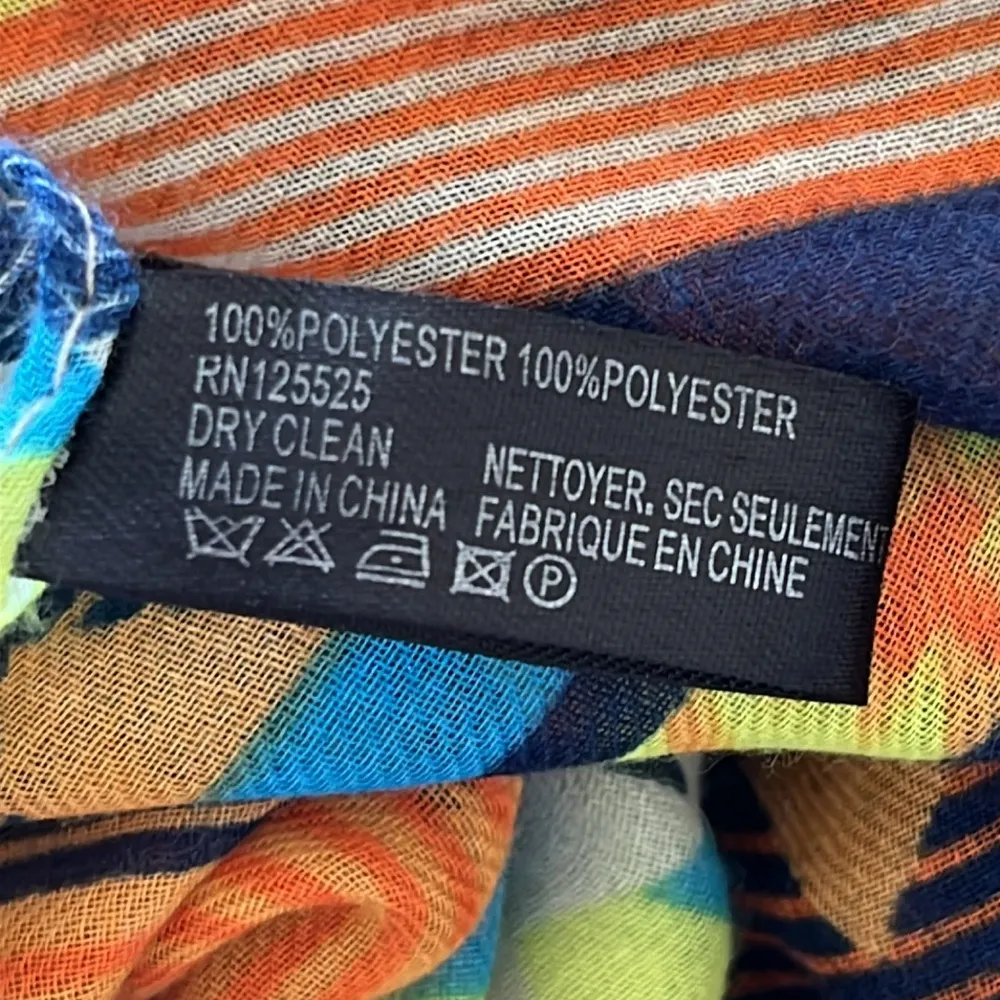 100%POLYESTER 100%POLYESTER
RN125525
DRY CLEAN
MADE IN CHINA
NETTOYER. SEC SEULEMENT
FABRIQUE EN CHINE
P